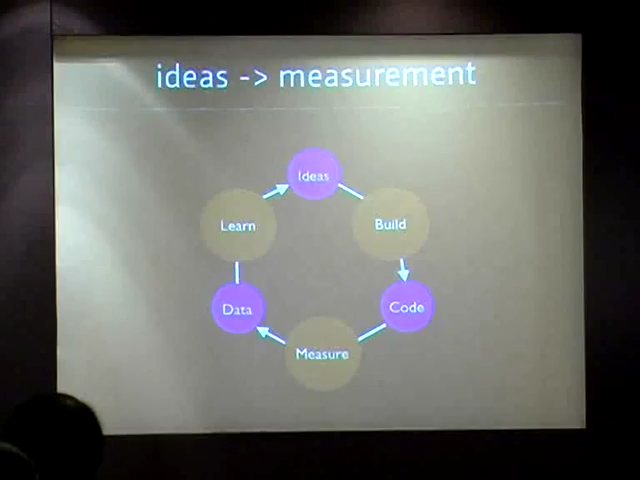 ideas -> measurement
Ideas
Learn
Build
Data
Code
Measure